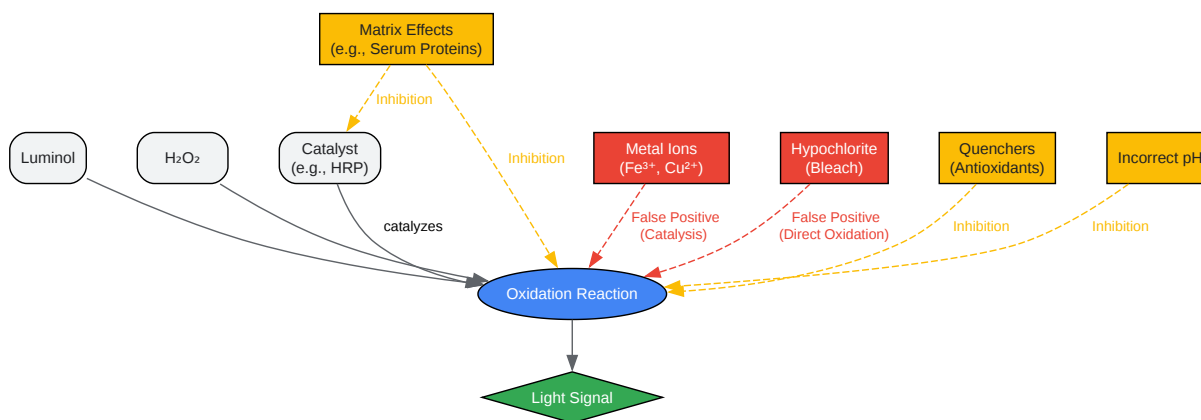 Matrix Effects
(e.g., Serum Proteins)
Inhibition
Luminol
H₂O₂
Catalyst
(e.g., HRP)
Inhibition
Metal Ions
(Fe³⁺, Cu²⁺)
Hypochlorite
(Bleach)
Quenchers
(Antioxidants)
Incorrect pH
catalyzes
False Positive
(Catalysis)
False Positive
(Direct Oxidation)
Inhibition
Inhibition
Oxidation Reaction
Light Signal